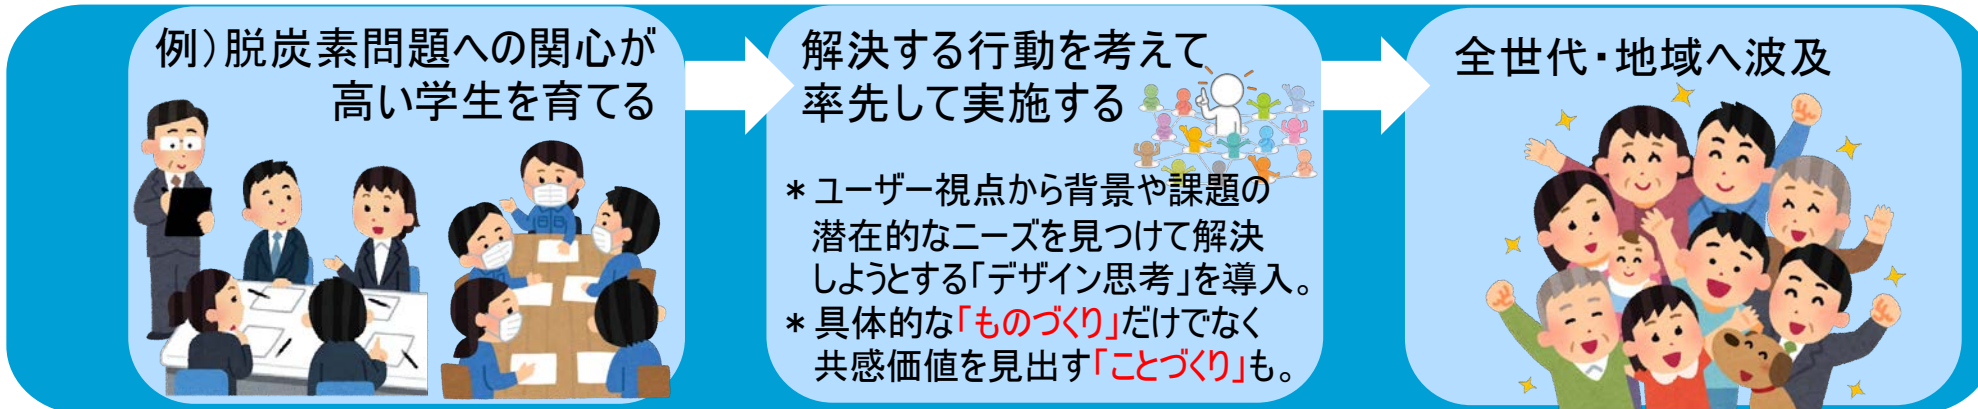 例)脱炭素問題への関心が
高い学生を育てる
解決する行動を考えて
率先して実施する
*ユーザー視点から背景や課題の
潜在的なニーズを見つけて解決
しようとする「デザイン思考」を導入。
*具体的な「ものづくり」だけでなく
共感価値を見出す「ことづくり」も。
全世代・地域へ波及